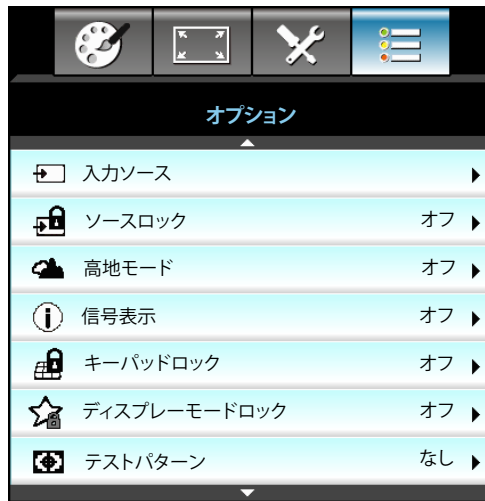 オプション
入力ソース
ソースロック オフ
高地モード オフ
信号表示 オフ
キーパッドロック オフ
ディスプレーモードロック オフ
テストパターン なし